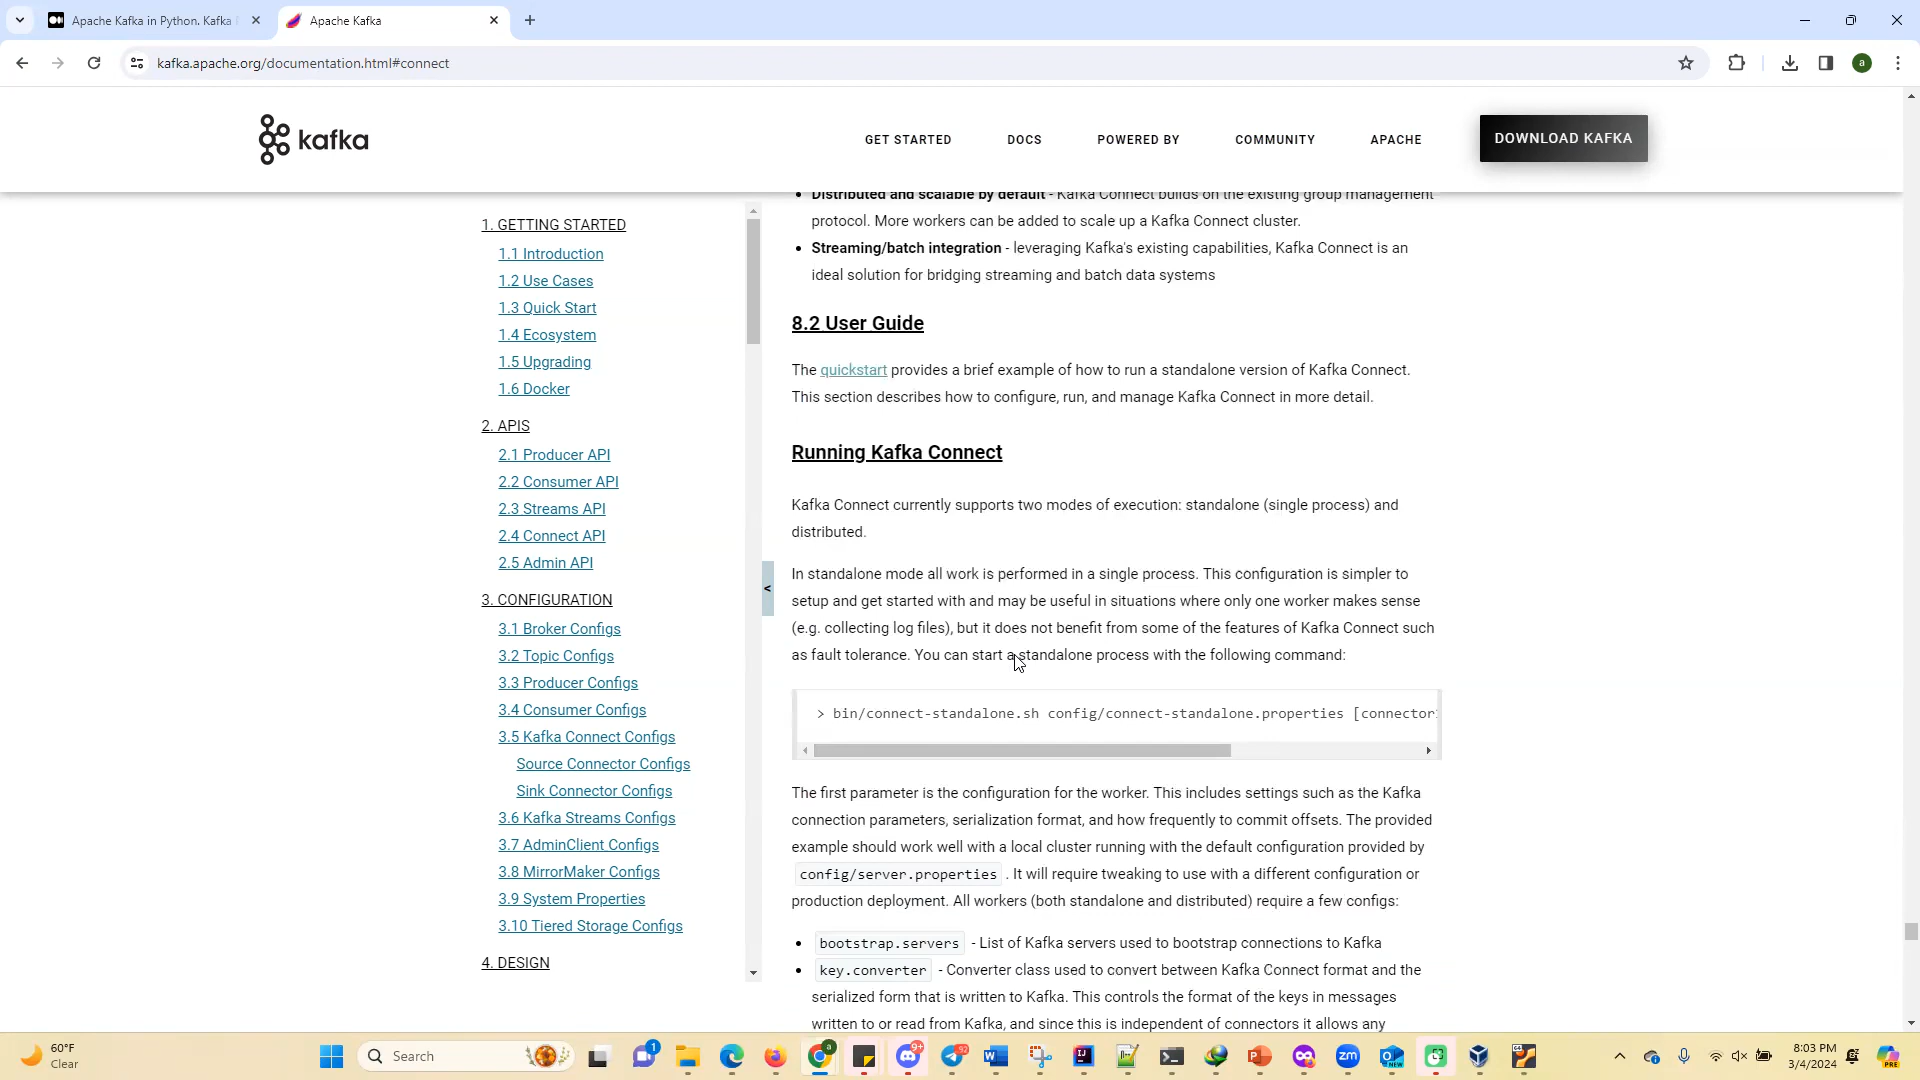 Apache Kafka in Python. Kafka
Apache Kafka
kafka.apache.org/documentation.html#connect
a
kafka
GET STARTED
DOCS
POWERED BY
COMMUNITY
APACHE
DOWNLOAD KAFKA
1. GETTING STARTED
1.1 Introduction
1.2 Use Cases
1.3 Quick Start
1.4 Ecosystem
1.5 Upgrading
1.6 Docker
2. APIS
2.1 Producer API
2.2 Consumer API
2.3 Streams API
2.4 Connect API
2.5 Admin API
3. CONFIGURATION
3.1 Broker Configs
3.2 Topic Configs
3.3 Producer Configs
3.4 Consumer Configs
3.5 Kafka Connect Configs
Source Connector Configs
Sink Connector Configs
3.6 Kafka Streams Configs
3.7 AdminClient Configs
3.8 MirrorMaker Configs
3.9 System Properties
3.10 Tiered Storage Configs
4. DESIGN
<
Distributed and scalable by default - Kafka Connect builds on the existing group management
protocol. More workers can be added to scale up a Kafka Connect cluster.
Streaming/batch integration - leveraging Kafka's existing capabilities, Kafka Connect is an
ideal solution for bridging streaming and batch data systems
8.2 User Guide
The quickstart provides a brief example of how to run a standalone version of Kafka Connect.
This section describes how to configure, run, and manage Kafka Connect in more detail.
Running Kafka Connect
Kafka Connect currently supports two modes of execution: standalone (single process) and
distributed.
In standalone mode all work is performed in a single process. This configuration is simpler to
setup and get started with and may be useful in situations where only one worker makes sense
(e.g. collecting log files), but it does not benefit from some of the features of Kafka Connect such
as fault tolerance. You can start a standalone process with the following command:
> bin/connect-standalone.sh config/connect-standalone.properties [connector
The first parameter is the configuration for the worker. This includes settings such as the Kafka
connection parameters, serialization format, and how frequently to commit offsets. The provided
example should work well with a local cluster running with the default configuration provided by
config/server.properties . It will require tweaking to use with a different configuration or
production deployment. All workers (both standalone and distributed) require a few configs:
bootstrap.servers - List of Kafka servers used to bootstrap connections to Kafka
key.converter - Converter class used to convert between Kafka Connect format and the
serialized form that is written to Kafka. This controls the format of the keys in messages
written to or read from Kafka, and since this is independent of connectors it allows any
60°F
Clear
Search
1
a
9+
NEW
zm
8:03 PM
3/4/2024
PRE